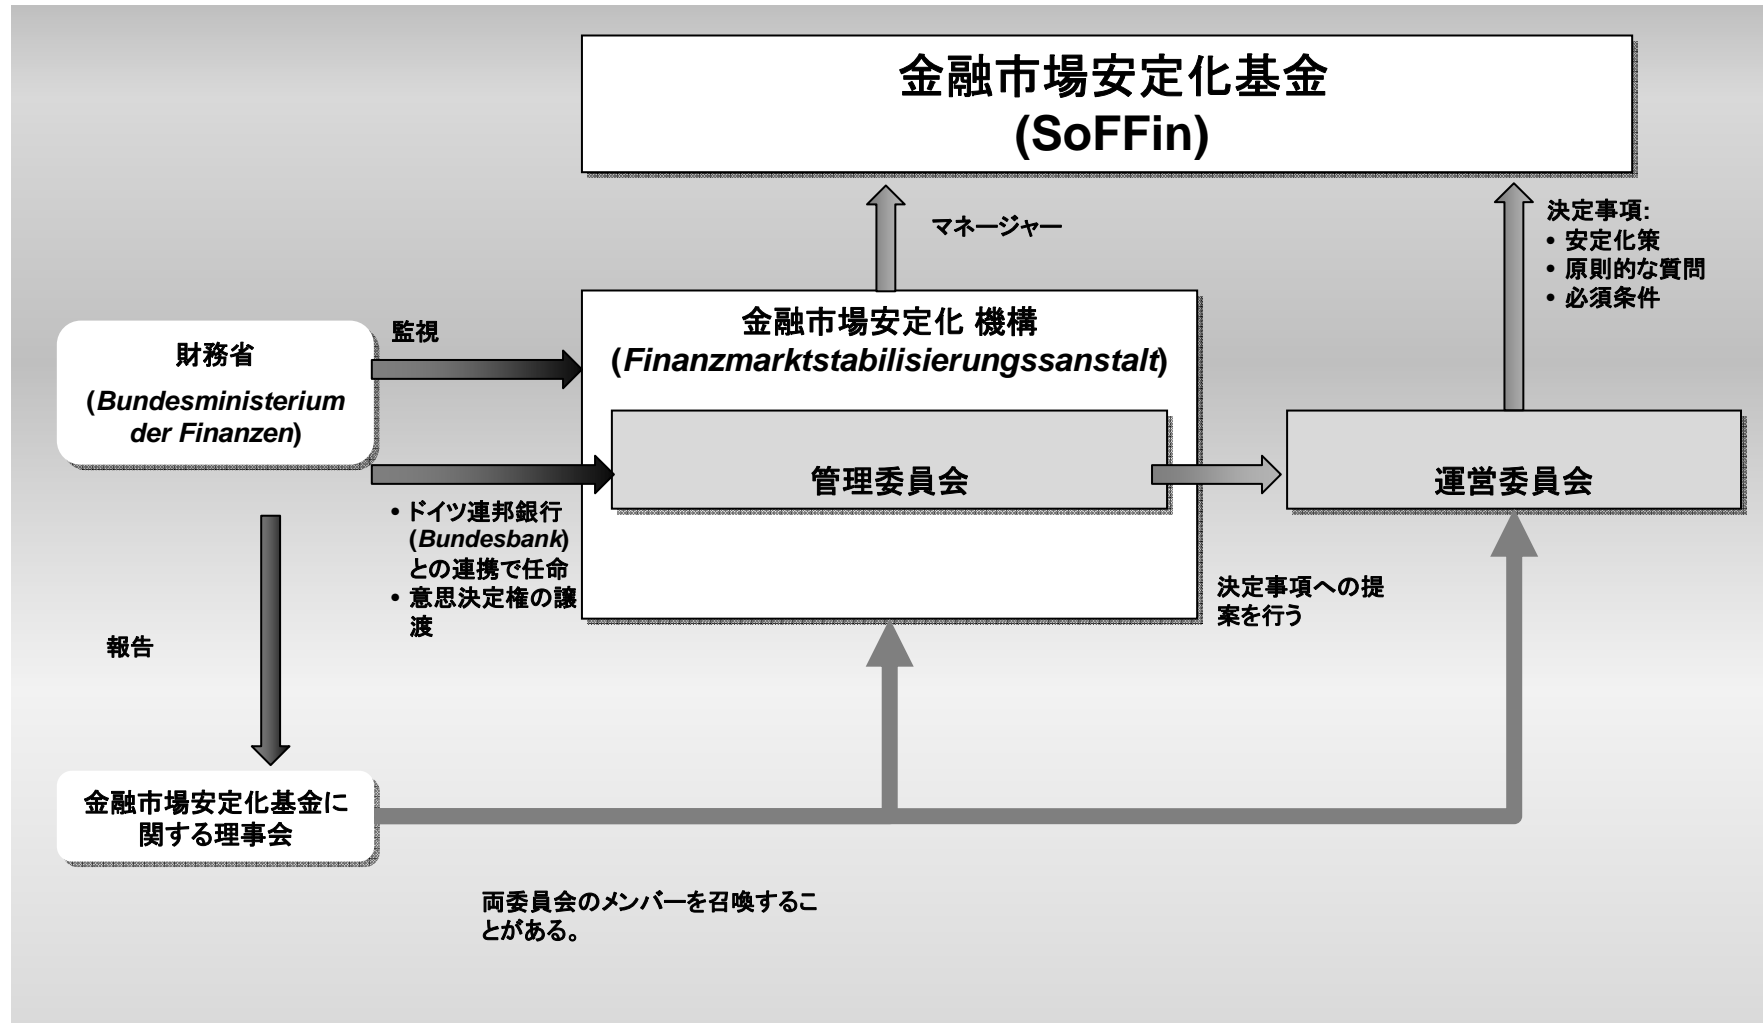 金融市場安定化基金
(SoFFin)
マネージャー
決定事項:
• 安定化策
• 原則的な質問
• 必須条件
財務省
(Bundesministerium
der Finanzen)
監視
金融市場安定化 機構
(Finanzmarktstabilisierungssanstalt)
管理委員会
運営委員会
• ドイツ連邦銀行
(Bundesbank)
との連携で任命
• 意思決定権の譲
渡
決定事項への提
案を行う
報告
金融市場安定化基金に
関する理事会
両委員会のメンバーを召喚するこ
とがある。